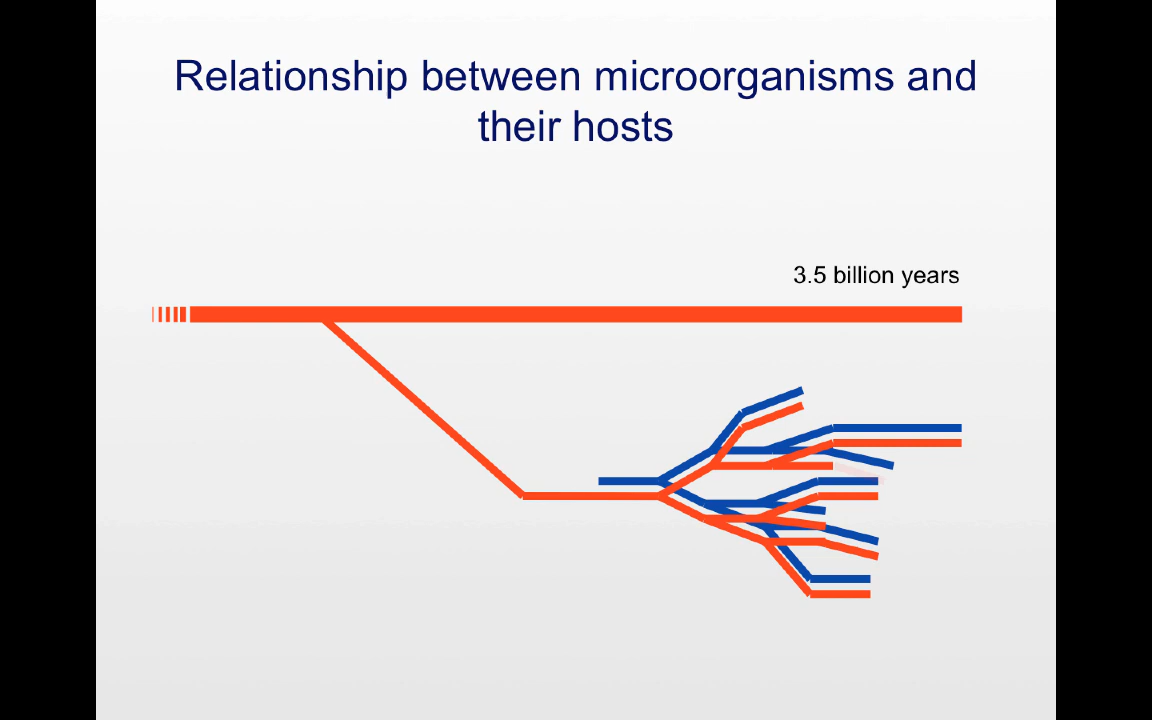 Relationship between microorganisms and
their hosts
3.5 billion years